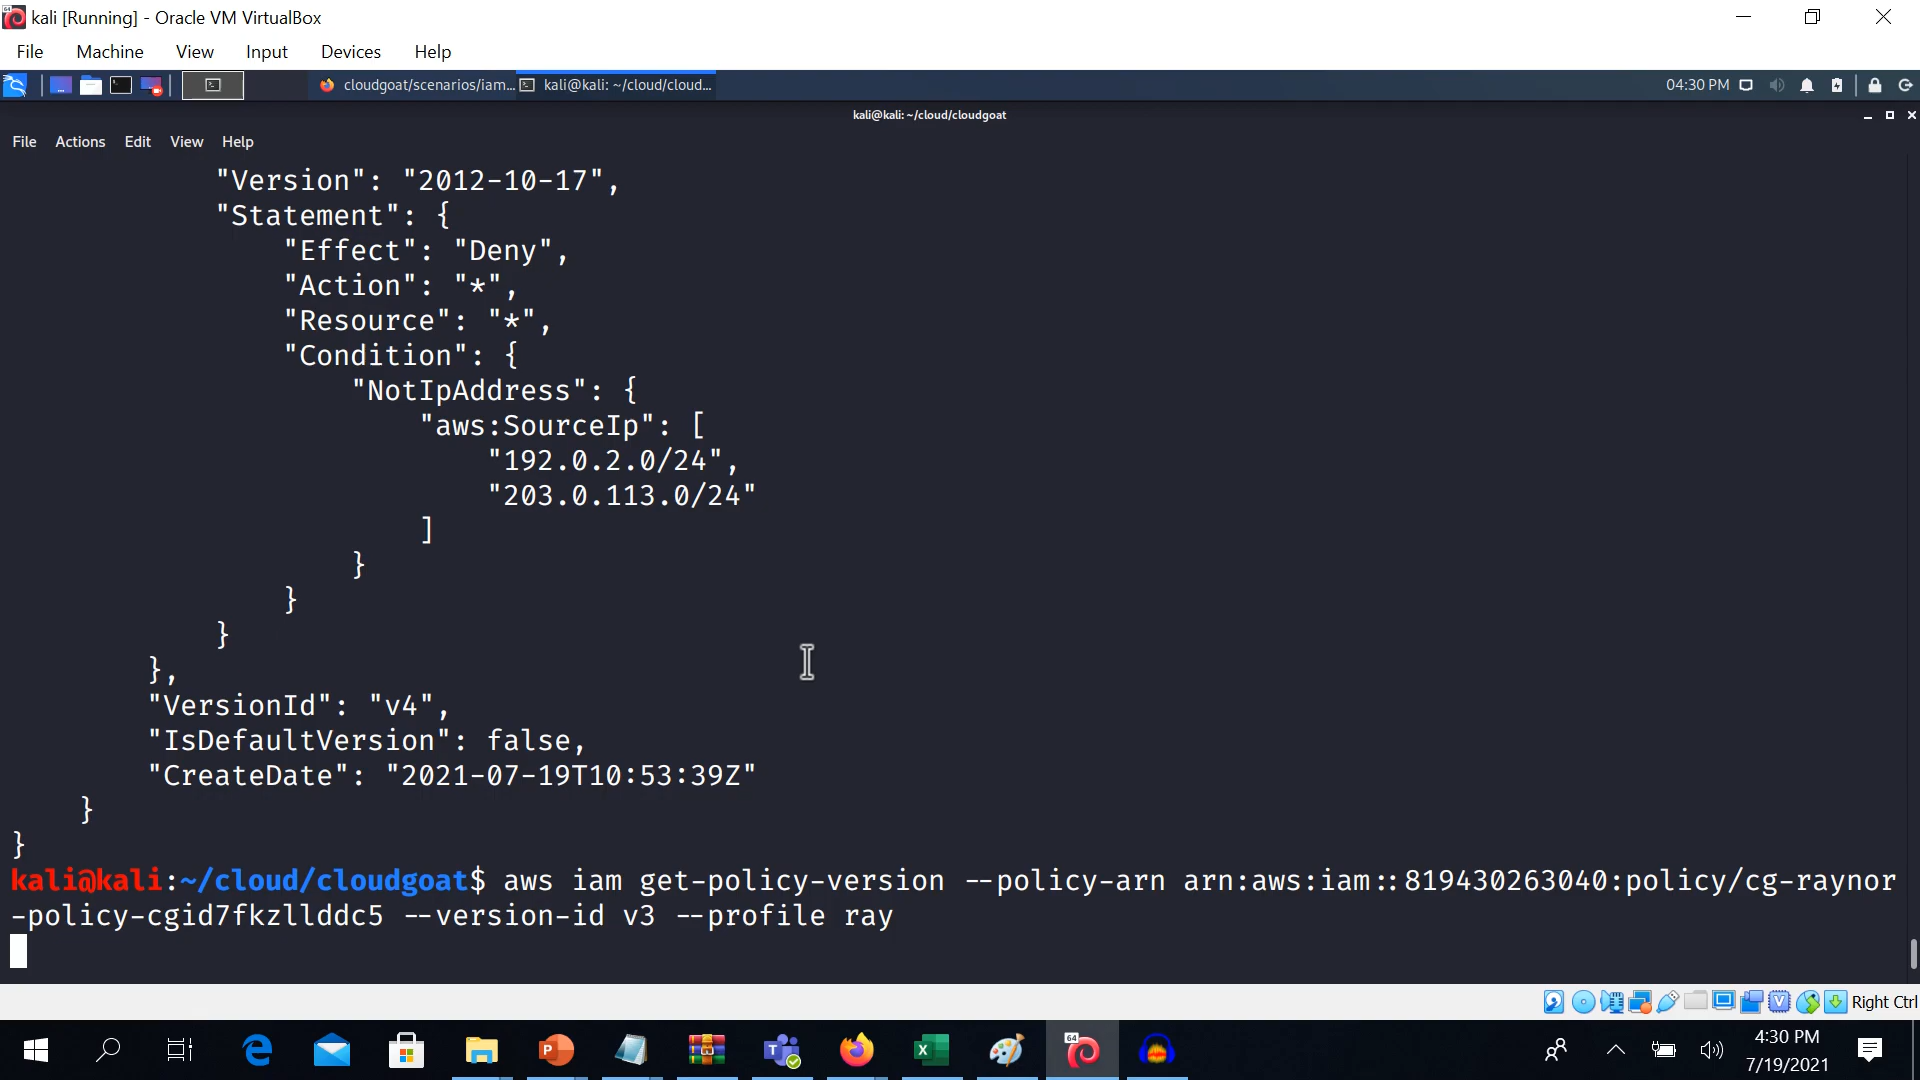 kali [Running] - Oracle VM VirtualBox
File Machine View Input Devices Help
cloudgoat/scenarios/iam... kali@kali: ~/cloud/cloud... 04:30 PM
kali@kali: ~/cloud/cloudgoat
File Actions Edit View Help
"Version": "2012-10-17",
"Statement": {
"Effect": "Deny",
"Action": "*",
"Resource": "*",
"Condition": {
"NotIpAddress": {
"aws:SourceIp": [
"192.0.2.0/24",
"203.0.113.0/24"
]
}
}
}
},
"VersionId": "v4",
"IsDefaultVersion": false,
"CreateDate": "2021-07-19T10:53:39Z"
}
}
kali@kali:~/cloud/cloudgoat$ aws iam get-policy-version --policy-arn arn:aws:iam::819430263040:policy/cg-raynor
-policy-cgid7fkzllddc5 --version-id v3 --profile ray
Right Ctrl
4:30 PM
7/19/2021